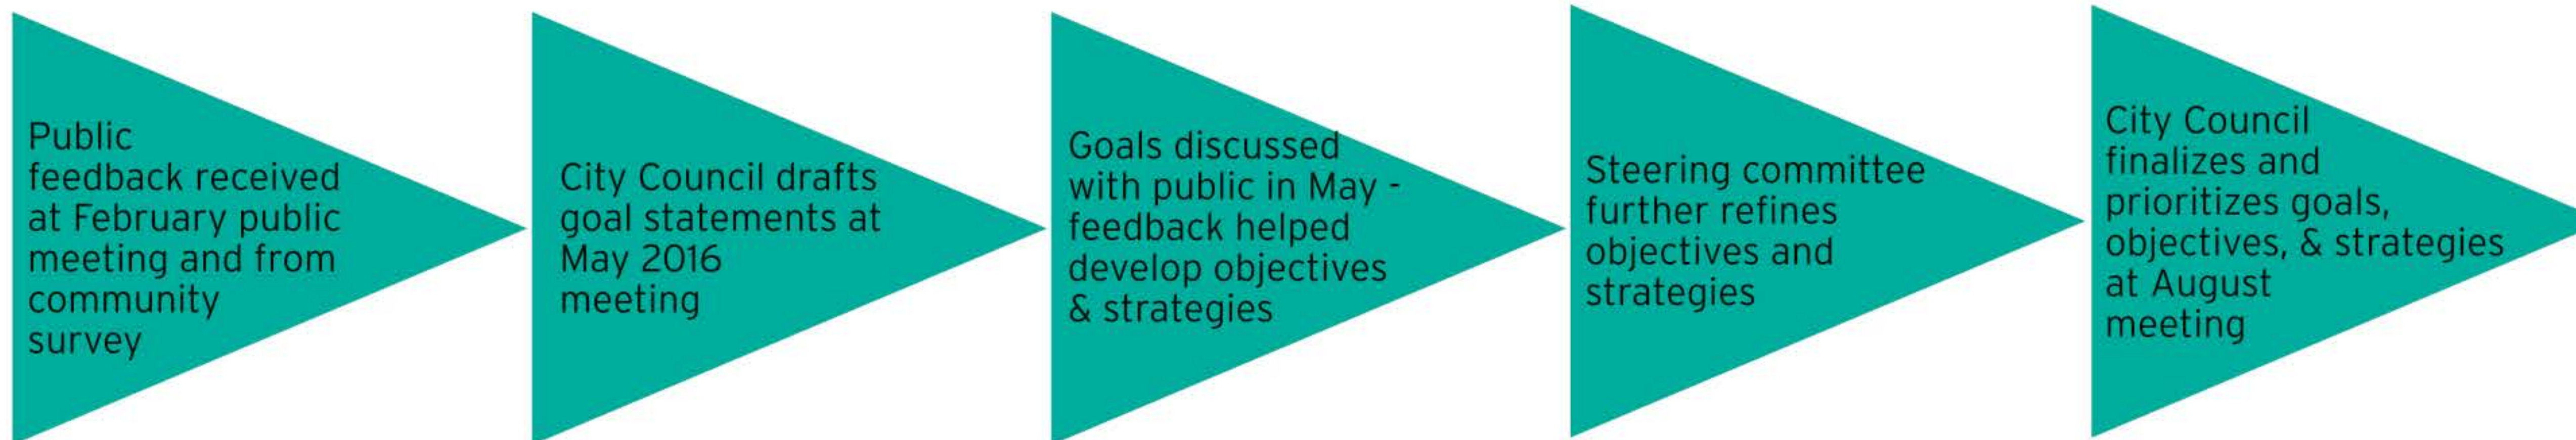 Public
feedback received
at February public
meeting and from
community
survey
City Council drafts
goal statements at
May 2016
meeting
Goals discussed
with public in May -
feedback helped
develop objectives
& strategies
Steering committee
further refines
objectives and
strategies
City Council
finalizes and
prioritizes goals,
objectives, & strategies
at August
meeting